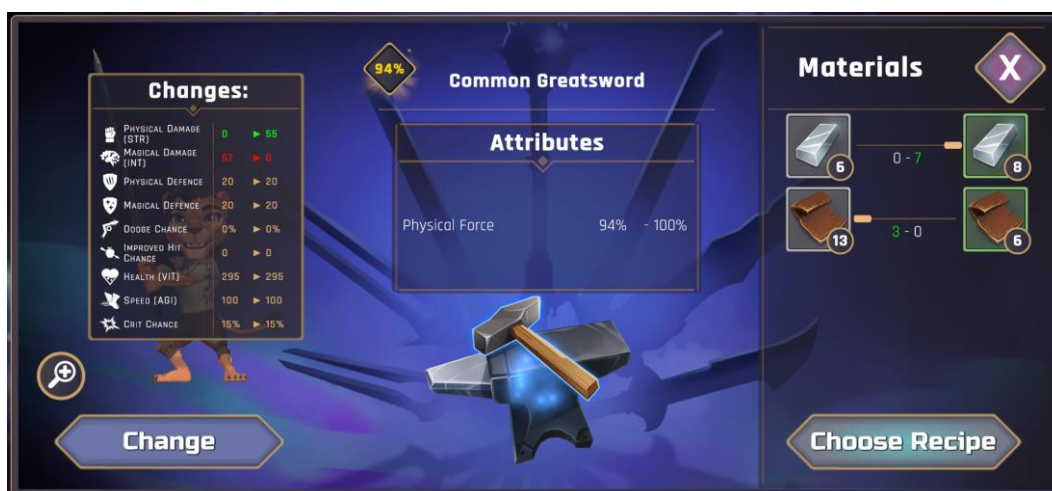 Changes:
PHYSICAL DAMAGE (STR) 0 ► 55
MAGICAL DAMAGE (INT) 67 ► 0
PHYSICAL DEFENCE 20 ► 20
MAGICAL DEFENCE 20 ► 20
DODGE CHANCE 0% ► 0%
IMPROVED HIT CHANCE 0 ► 0
HEALTH (VIT) 295 ► 295
SPEED (AGI) 100 ► 100
CRIT CHANCE 15% ► 15%
Change
94%
Common Greatsword
Attributes
Physical Force 94% - 100%
Materials
X
6 0 - 7 8
13 3 - 0 6
Choose Recipe